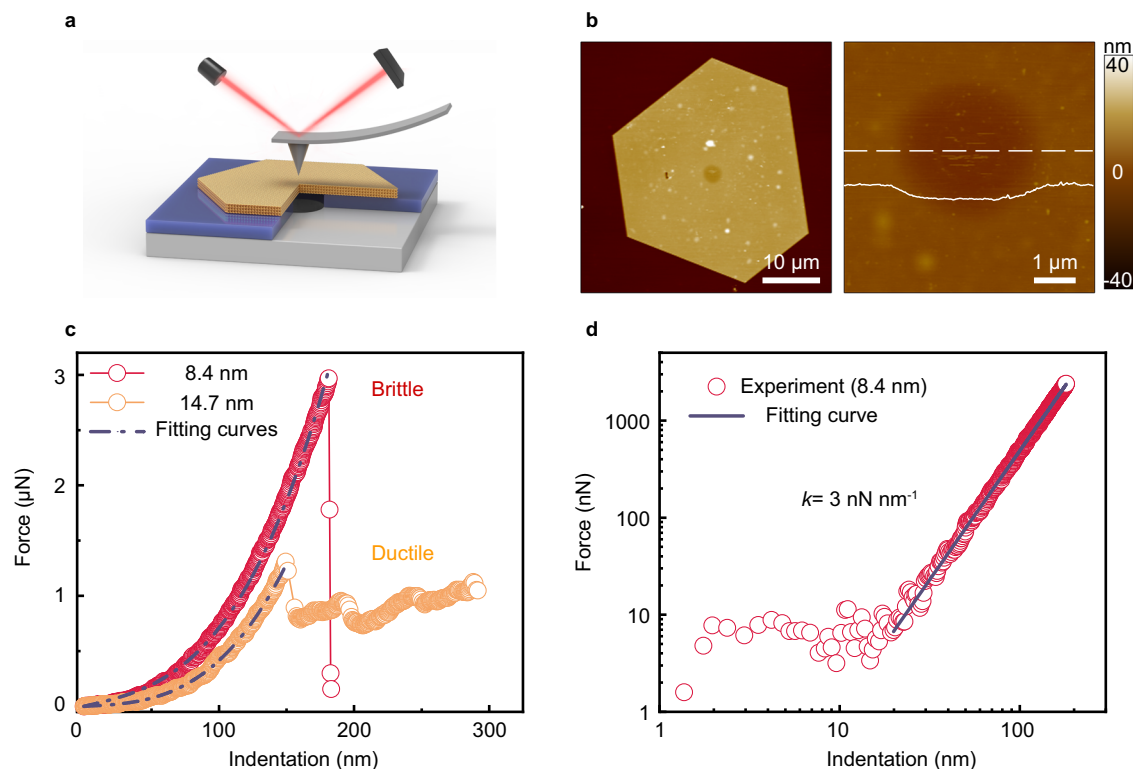 a
b
nm
40
0
-40
10 µm
1 µm
c
d
3
2
1
0
Force (µN)
8.4 nm
14.7 nm
Fitting curves
Brittle
Ductile
0
100
200
300
Indentation (nm)
1000
100
10
1
Force (nN)
Experiment (8.4 nm)
Fitting curve
k= 3 nN nm⁻¹
1
10
100
Indentation (nm)